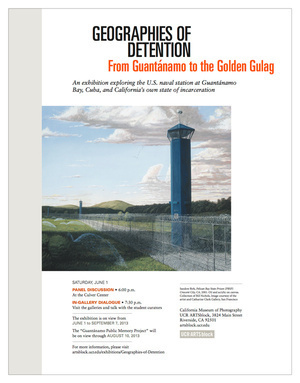 GEOGRAPHIES OF
DETENTION
From Guantánamo to the Golden Gulag
An exhibition exploring the U.S. naval station at Guantánamo
Bay, Cuba, and California's own state of incarceration
SATURDAY, JUNE 1
PANEL DISCUSSION • 6:00 p.m.
At the Culver Center
IN-GALLERY DIALOGUE • 7:30 p.m.
Visit the galleries and talk with the student curators
The exhibitions is on view from
JUNE 1 to SEPTEMBER 7, 2013
The "Guantánamo Public Memory Project" will
be on view through AUGUST 10, 2013
For more information, please visit
artsblock.ucr.edu/exhibitions/Geographies-of-Detention
California Museum of Photography
UCR ARTSblock, 3824 Main Street
Riverside, CA 92501
artsblock.ucr.edu
UCR ARTSblock